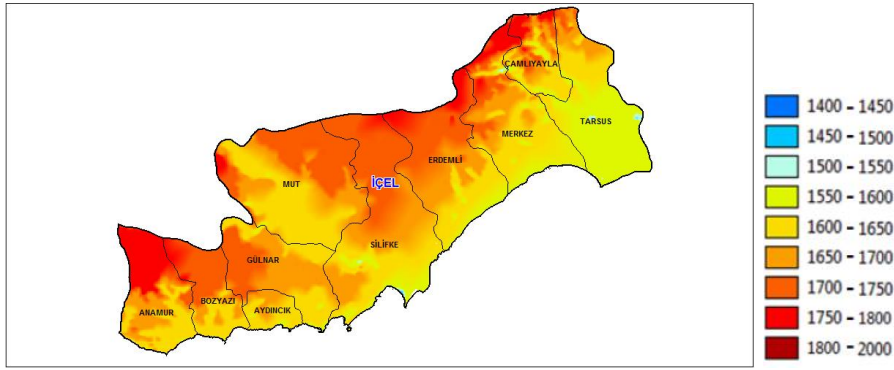 ÇAMLIYAYLA
TARSUS
MERKEZ
ERDEMLİ
MUT
İÇEL
SİLİFKE
GÜLNAR
BOZYAZI
ANAMUR
AYDINCIK
1400 - 1450
1450 - 1500
1500 - 1550
1550 - 1600
1600 - 1650
1650 - 1700
1700 - 1750
1750 - 1800
1800 - 2000